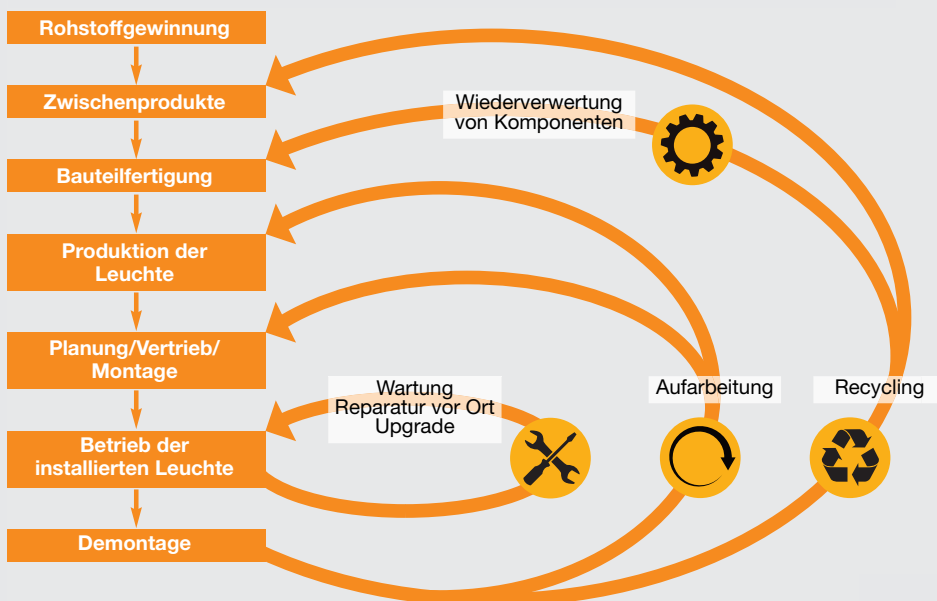 Rohstoffgewinnung
Zwischenprodukte
Bauteilfertigung
Produktion der
Leuchte
Planung/Vertrieb/
Montage
Betrieb der
installierten Leuchte
Demontage
Wiederverwertung
von Komponenten
Wartung
Reparatur vor Ort
Upgrade
Aufarbeitung
Recycling